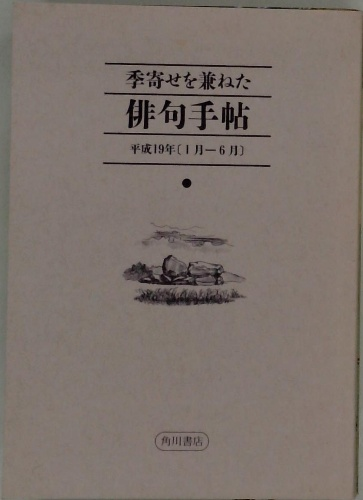 季寄せを兼ねた
俳句手帖
平成19年〔1月―6月〕
角川書店